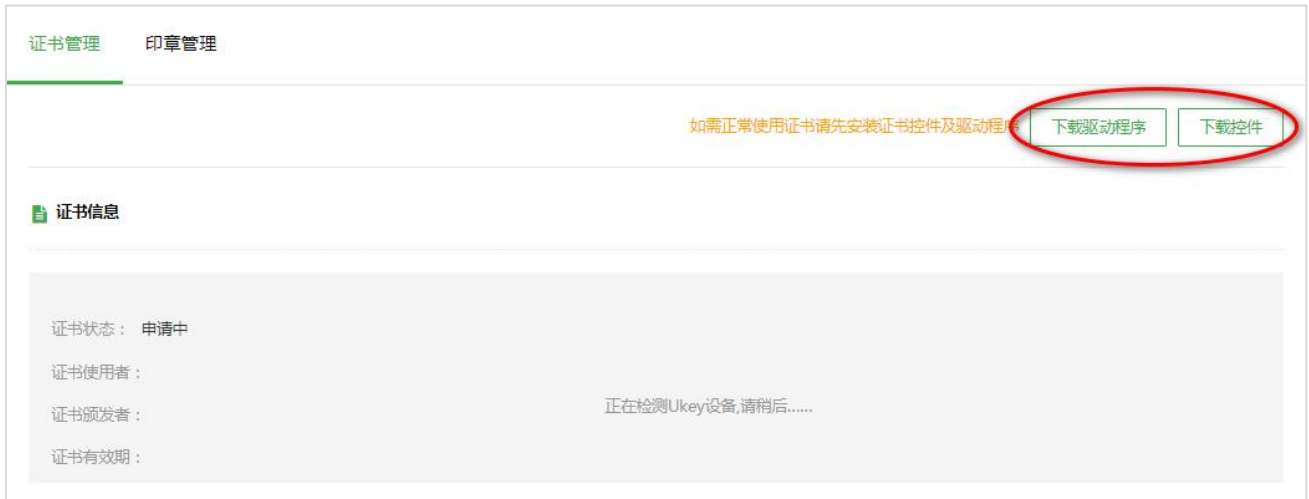 证书管理 印章管理
如需正常使用证书请先安装证书控件及驱动程序 下载驱动程序 下载控件
证书信息
证书状态： 申请中
证书使用者：
正在检测Ukey设备,请稍后......
证书颁发者：
证书有效期：